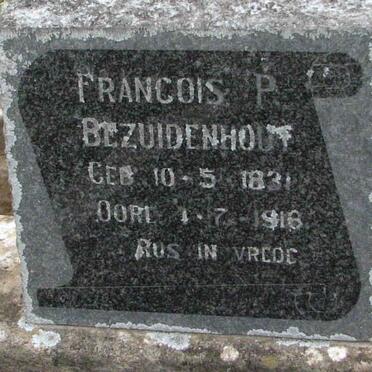 FRANCOIS P
BEZUIDENHOUT
GEB 10-5-1831
OORL 1-7-1918
RUS IN VREDE